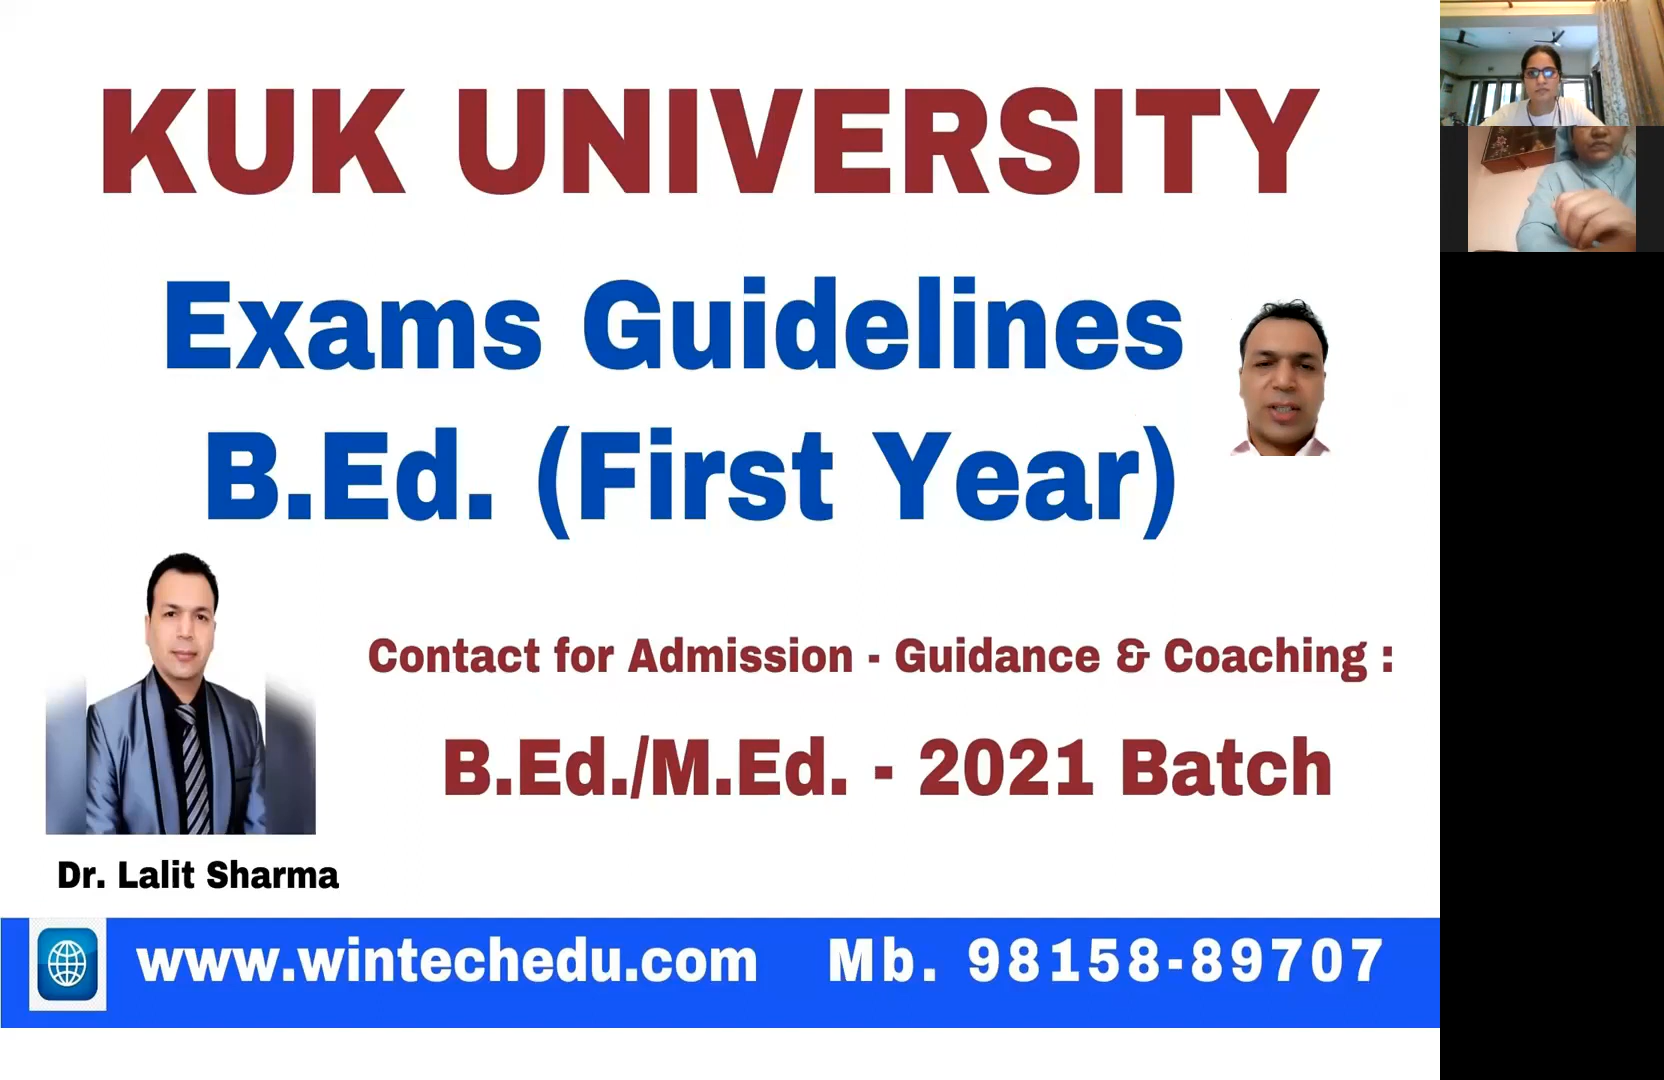 KUK UNIVERSITY
Exams Guidelines
B.Ed. (First Year)
Contact for Admission - Guidance & Coaching :
B.Ed./M.Ed. - 2021 Batch
Dr. Lalit Sharma
www.wintechedu.com Mb. 98158-89707